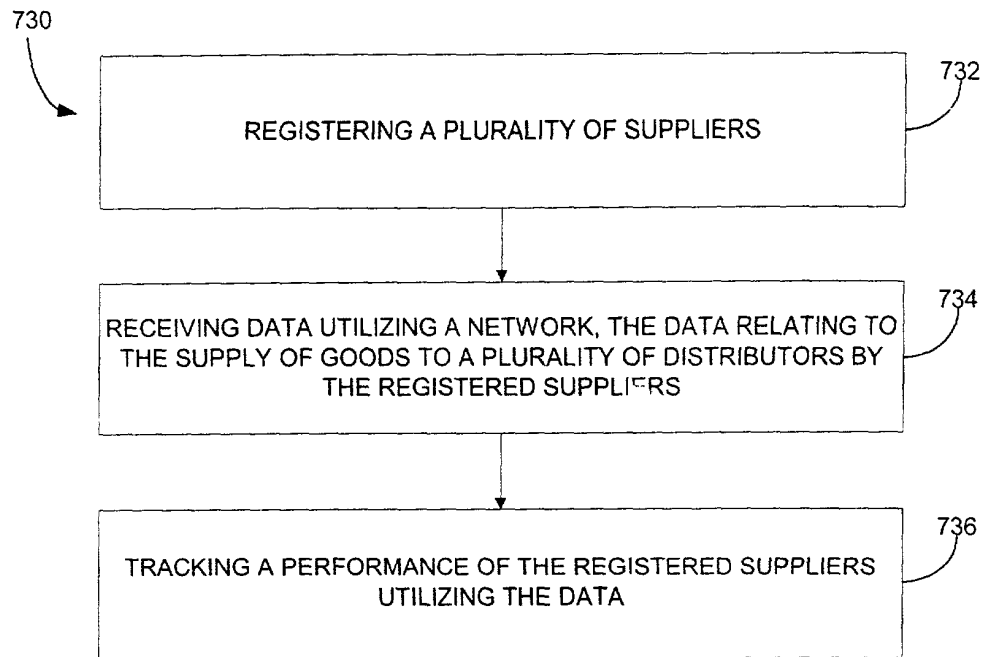 730
732
REGISTERING A PLURALITY OF SUPPLIERS
734
RECEIVING DATA UTILIZING A NETWORK, THE DATA RELATING TO
THE SUPPLY OF GOODS TO A PLURALITY OF DISTRIBUTORS BY
THE REGISTERED SUPPLIERS
736
TRACKING A PERFORMANCE OF THE REGISTERED SUPPLIERS
UTILIZING THE DATA